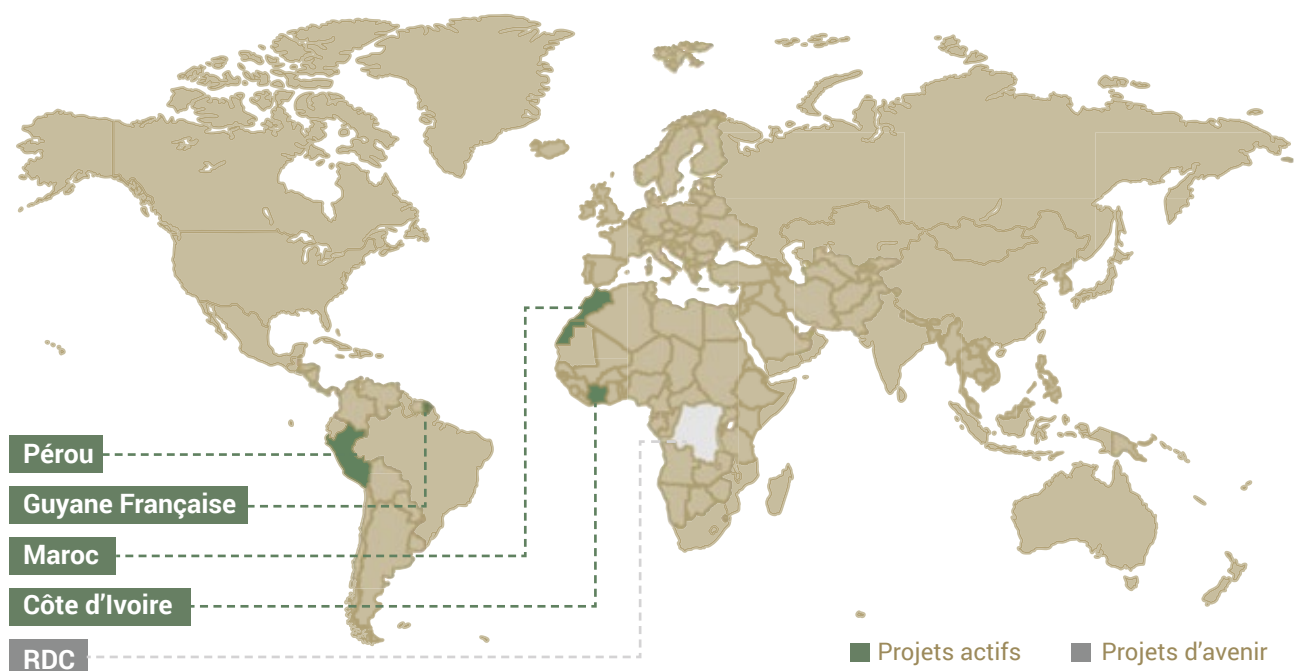 Pérou
Guyane Française
Maroc
Côte d'Ivoire
RDC
Projets actifs
Projets d'avenir